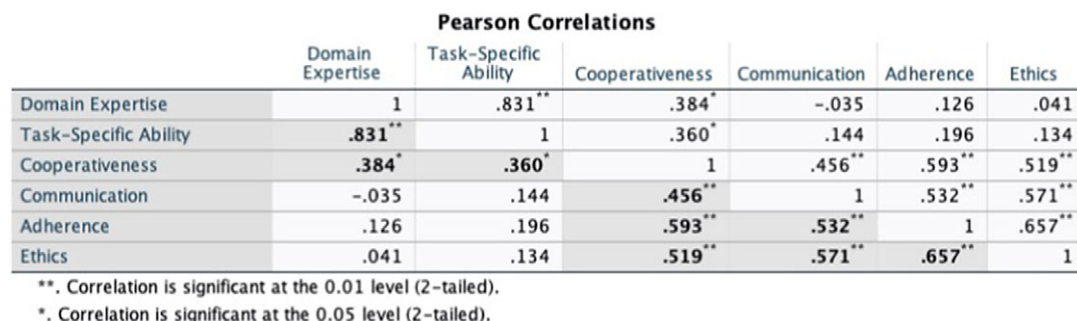 Pearson Correlations
Domain Expertise Task-Specific Ability Cooperativeness Communication Adherence Ethics
Domain Expertise 1 .831** .384* -.035 .126 .041
Task-Specific Ability .831** 1 .360* .144 .196 .134
Cooperativeness .384* .360* 1 .456** .593** .519**
Communication -.035 .144 .456** 1 .532** .571**
Adherence .126 .196 .593** .532** 1 .657**
Ethics .041 .134 .519** .571** .657** 1
**. Correlation is significant at the 0.01 level (2-tailed).
*. Correlation is significant at the 0.05 level (2-tailed).